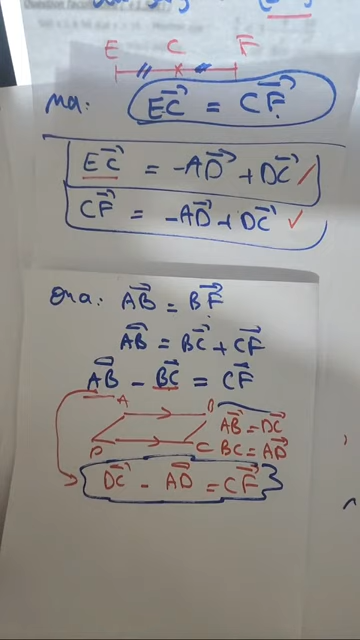 E C F
ma: EC = CF
EC = -AD + DC
CF = -AD + DC
ona: AB = BF
AB = BC + CF
AB - BC = CF
A B
D C
AB = DC
BC = AD
DC - AD = CF